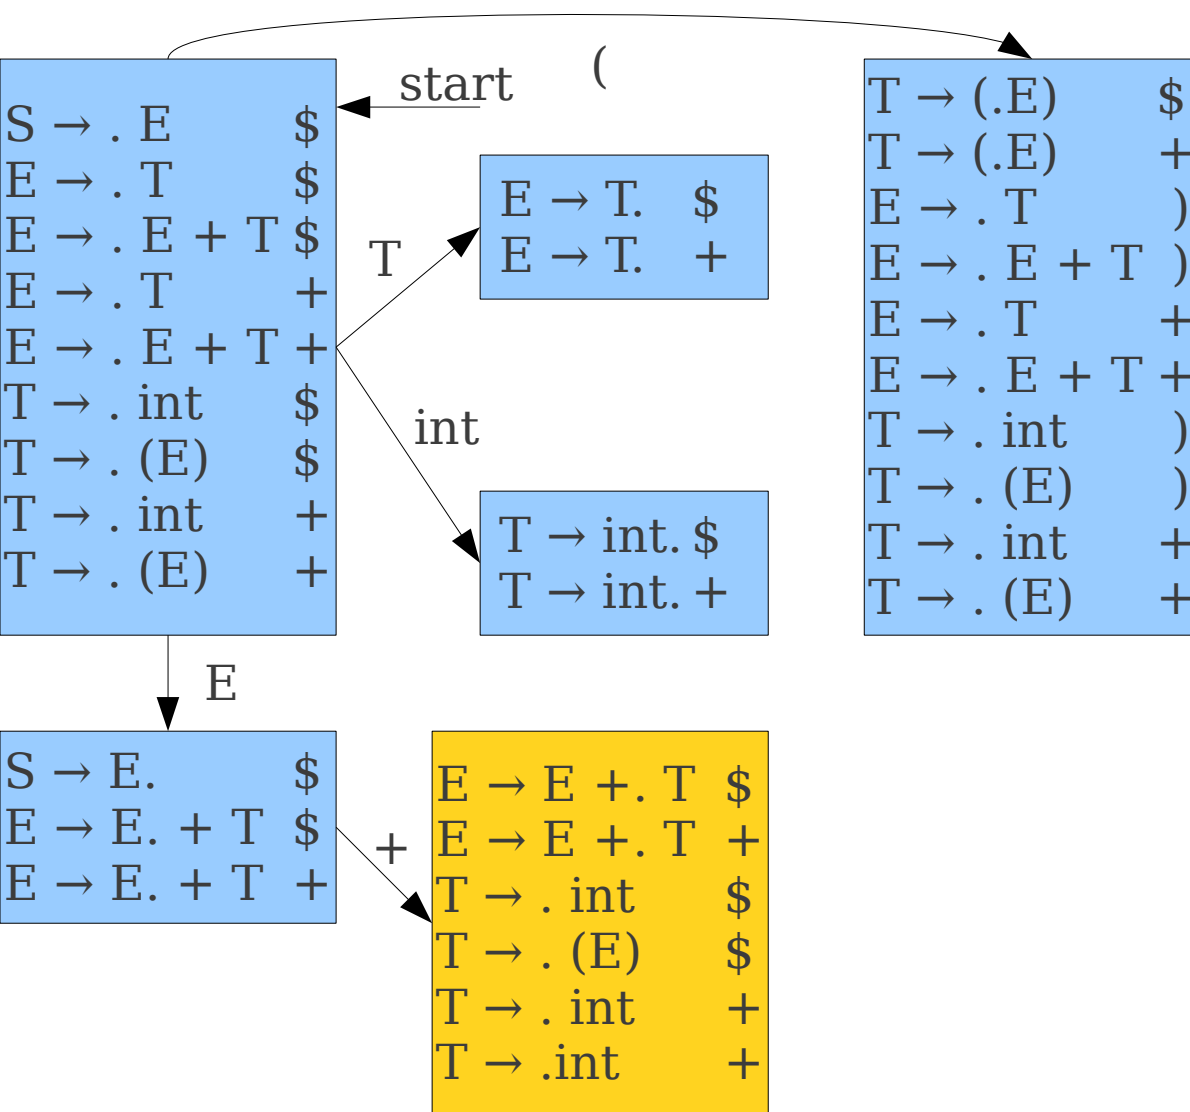 (
start
S → . E $
E → . T $
E → . E + T $
E → . T +
E → . E + T +
T → . int $
T → . (E) $
T → . int +
T → . (E) +
T
E → T. $
E → T. +
int
T → int. $
T → int. +
T → (.E) $
T → (.E) +
E → . T )
E → . E + T )
E → . T +
E → . E + T +
T → . int )
T → . (E) )
T → . int +
T → . (E) +
E
S → E. $
E → E. + T $
E → E. + T +
+
E → E +. T $
E → E +. T +
T → . int $
T → . (E) $
T → . int +
T → .int +